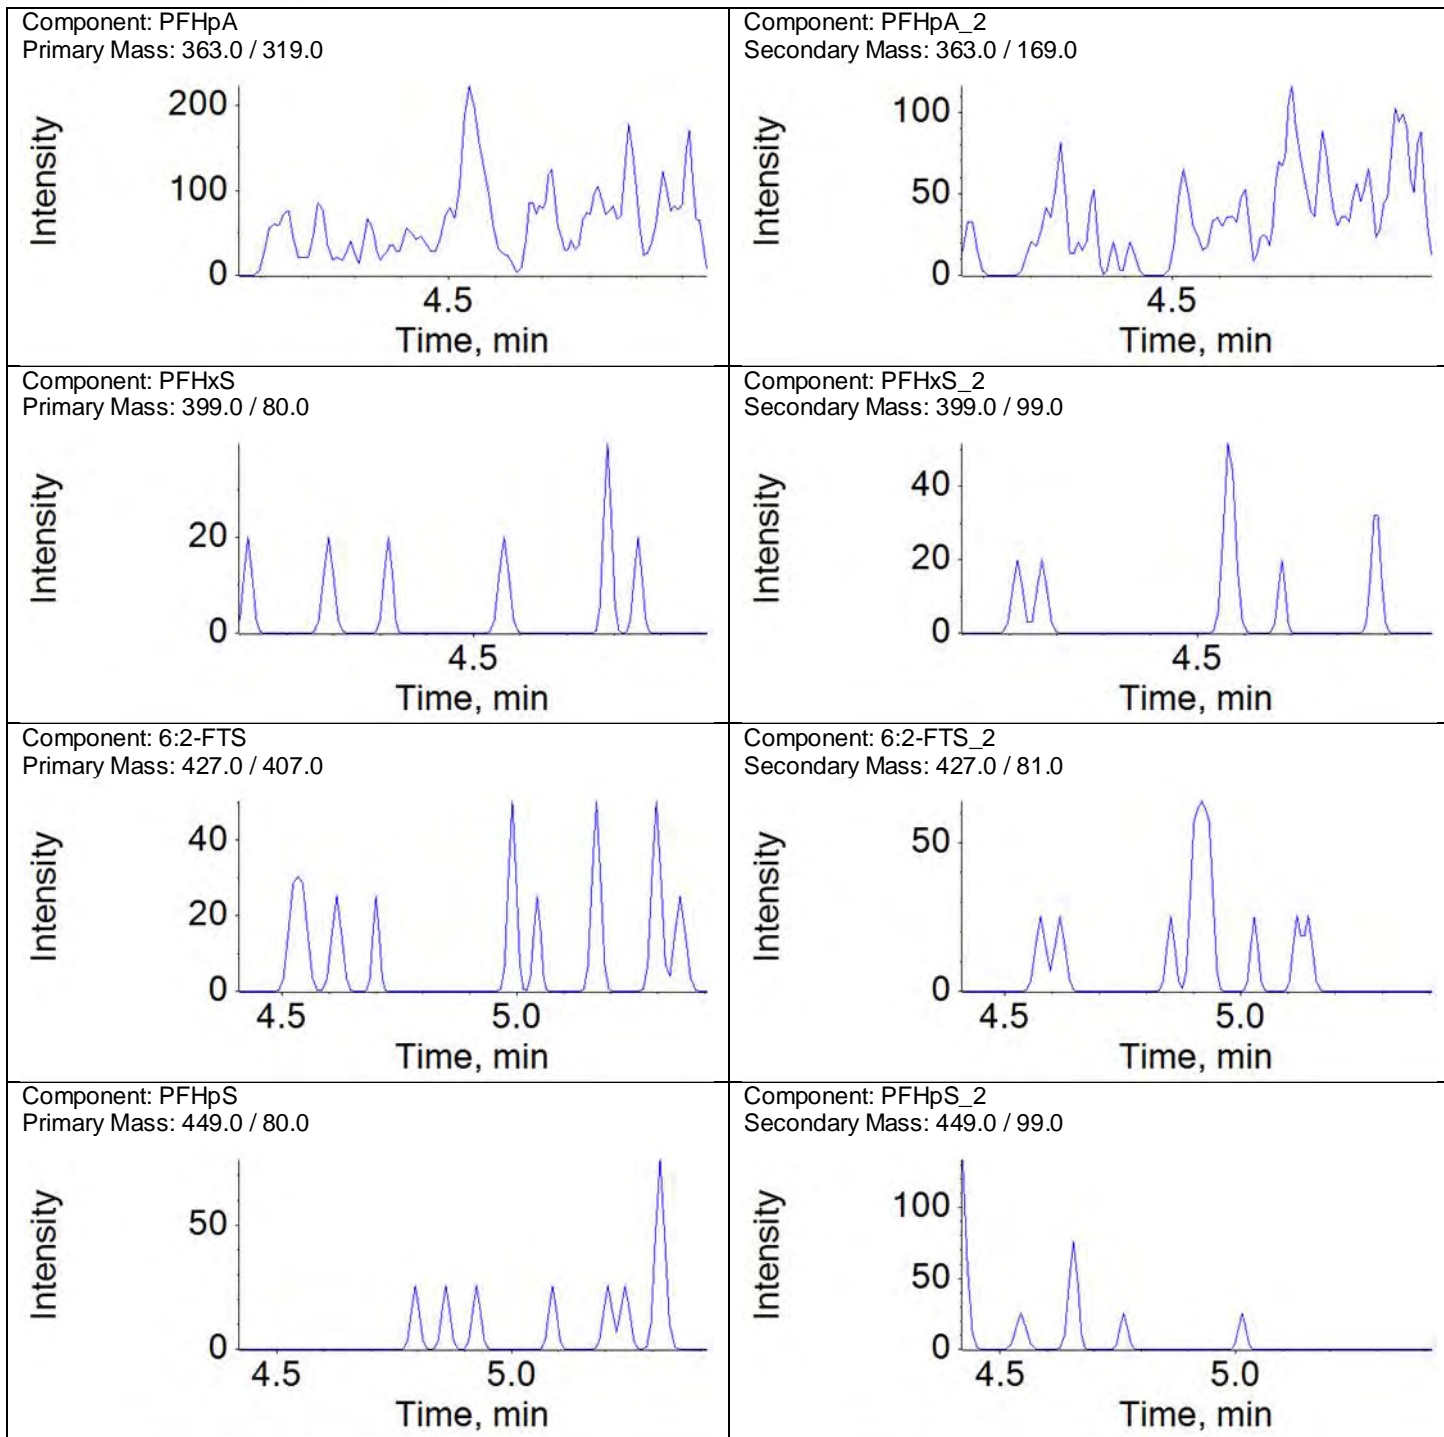 Component: PFHpA
Primary Mass: 363.0 / 319.0
Intensity
200
100
0
4.5
Time, min
Component: PFHpA_2
Secondary Mass: 363.0 / 169.0
Intensity
100
50
0
4.5
Time, min
Component: PFHxS
Primary Mass: 399.0 / 80.0
Intensity
20
0
4.5
Time, min
Component: PFHxS_2
Secondary Mass: 399.0 / 99.0
Intensity
40
20
0
4.5
Time, min
Component: 6:2-FTS
Primary Mass: 427.0 / 407.0
Intensity
40
20
0
4.5 5.0
Time, min
Component: 6:2-FTS_2
Secondary Mass: 427.0 / 81.0
Intensity
50
0
4.5 5.0
Time, min
Component: PFHpS
Primary Mass: 449.0 / 80.0
Intensity
50
0
4.5 5.0
Time, min
Component: PFHpS_2
Secondary Mass: 449.0 / 99.0
Intensity
100
50
0
4.5 5.0
Time, min